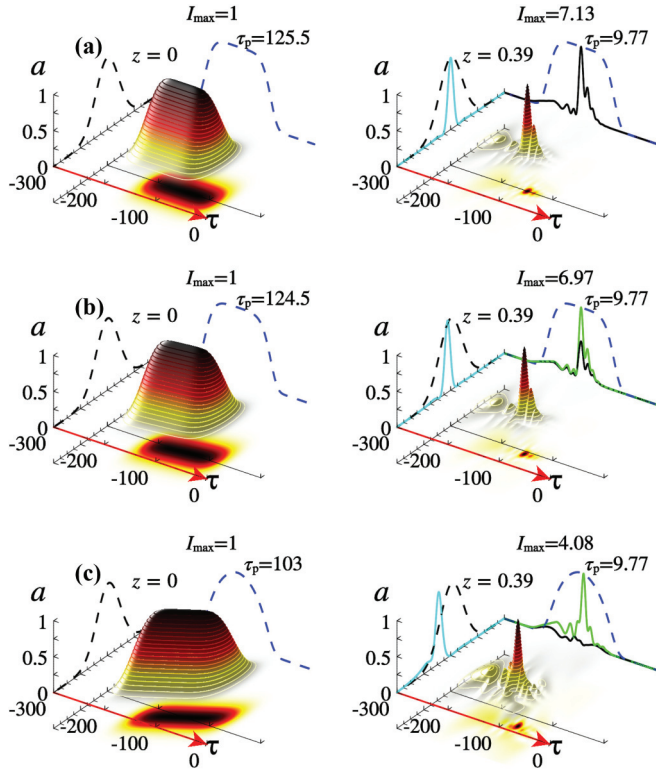 I_max=1
I_max=7.13
(a)
τ_p=125.5
τ_p=9.77
z = 0
z = 0.39
a
a
1
1
0.5
0.5
0
0
-300
-300
-200
-200
-100
-100
0
0
τ
τ
I_max=1
I_max=6.97
(b)
τ_p=124.5
τ_p=9.77
z = 0
z = 0.39
a
a
1
1
0.5
0.5
0
0
-300
-300
-200
-200
-100
-100
0
0
τ
τ
I_max=1
I_max=4.08
(c)
τ_p=103
τ_p=9.77
z = 0
z = 0.39
a
a
1
1
0.5
0.5
0
0
-300
-300
-200
-200
-100
-100
0
0
τ
τ